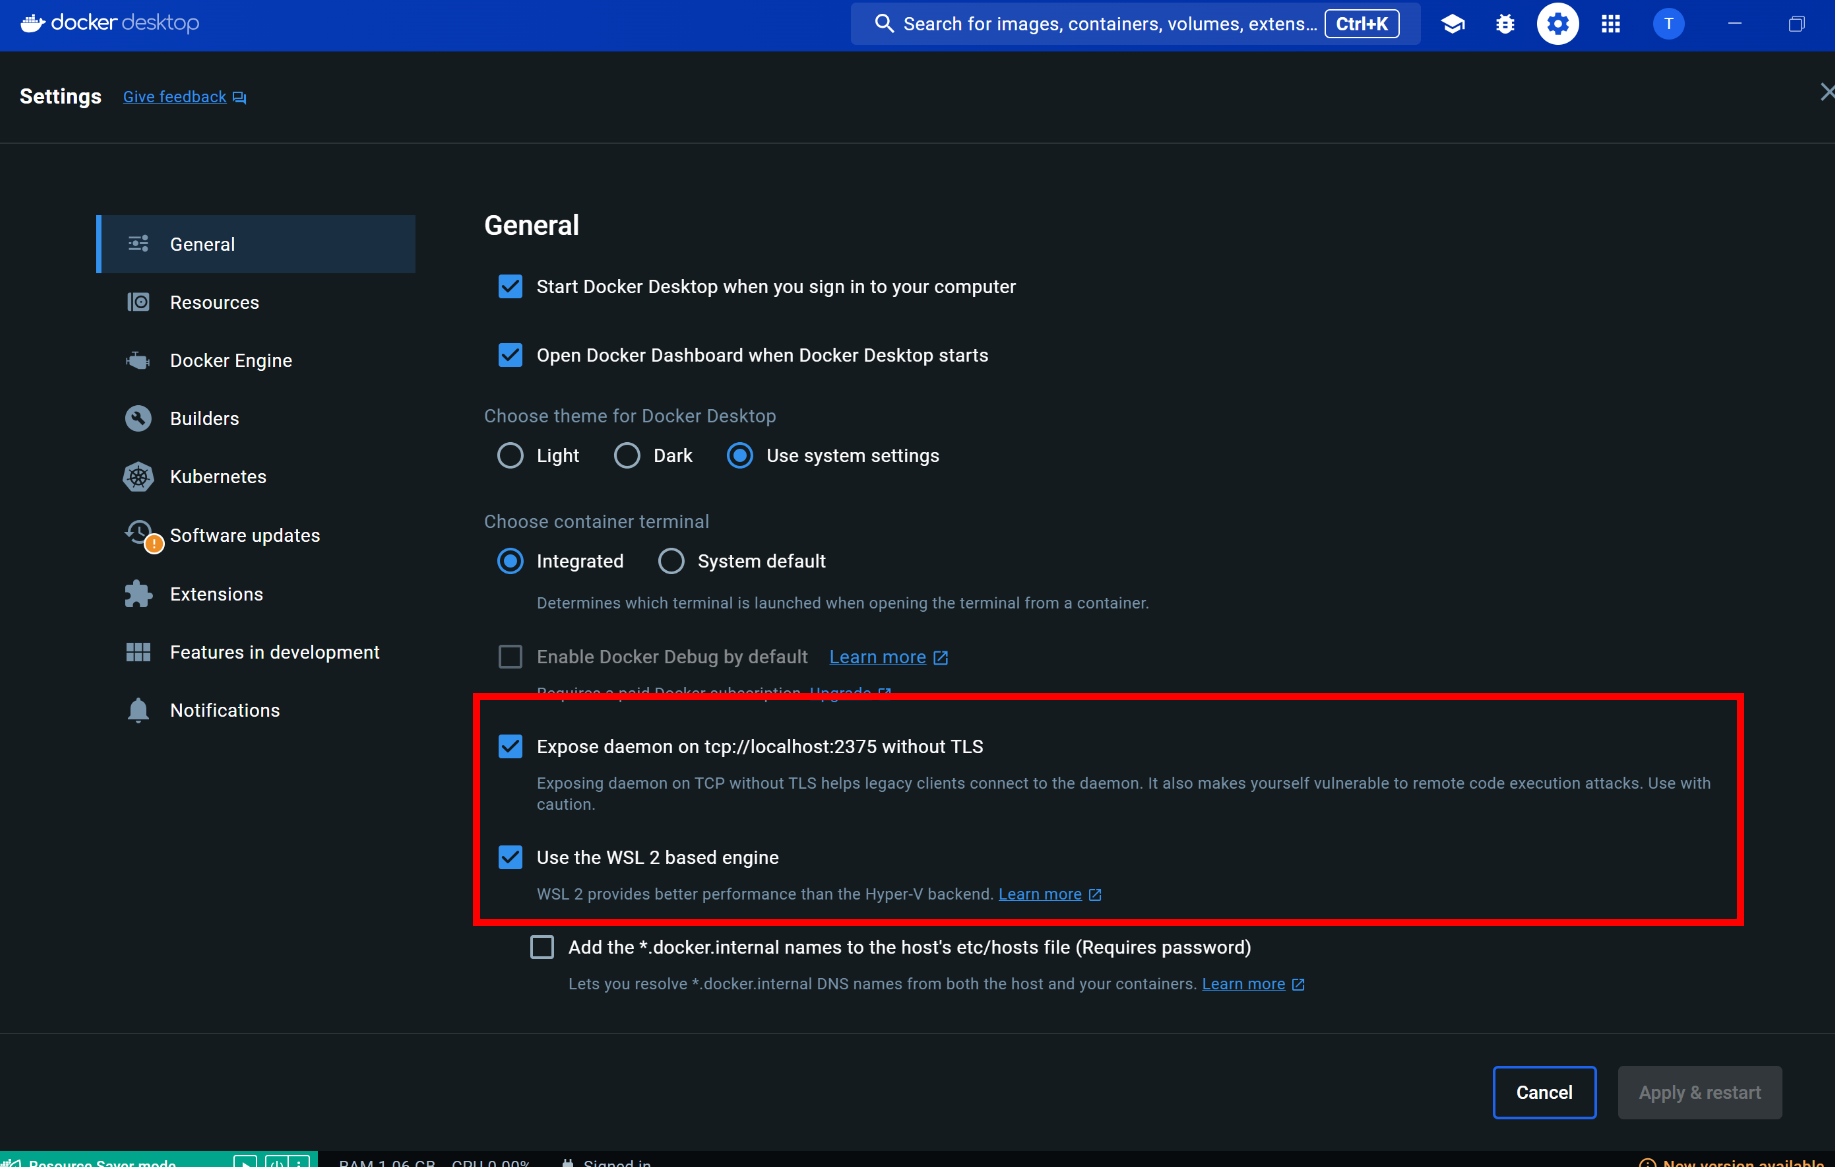 docker desktop
Search for images, containers, volumes, extens...
Ctrl+K
T
Settings
Give feedback
General
Resources
Docker Engine
Builders
Kubernetes
Software updates
Extensions
Features in development
Notifications
General
Start Docker Desktop when you sign in to your computer
Open Docker Dashboard when Docker Desktop starts
Choose theme for Docker Desktop
Light Dark Use system settings
Choose container terminal
Integrated System default
Determines which terminal is launched when opening the terminal from a container.
Enable Docker Debug by default Learn more
Requires a paid Docker subscription. Upgrade
Expose daemon on tcp://localhost:2375 without TLS
Exposing daemon on TCP without TLS helps legacy clients connect to the daemon. It also makes yourself vulnerable to remote code execution attacks. Use with
caution.
Use the WSL 2 based engine
WSL 2 provides better performance than the Hyper-V backend. Learn more
Add the *.docker.internal names to the host's etc/hosts file (Requires password)
Lets you resolve *.docker.internal DNS names from both the host and your containers. Learn more
Cancel
Apply & restart
Resource Saver mode
RAM 1.06 GB CPU 0.00%
Signed in
New version available